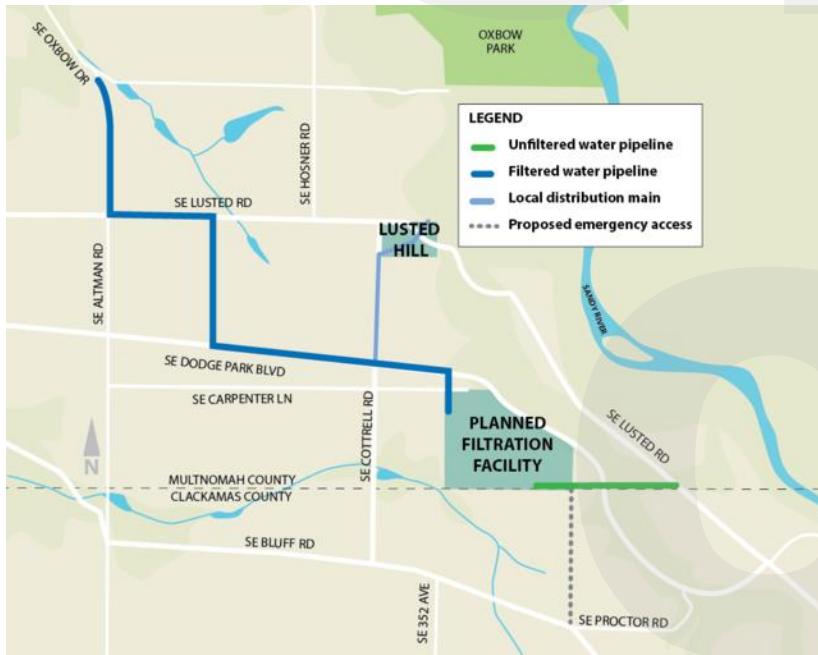 SE OXBOW DR
OXBOW
PARK
LEGEND
Unfiltered water pipeline
Filtered water pipeline
Local distribution main
Proposed emergency access
SE HOSNER RD
SE LUSTED RD
LUSTED
HILL
SE ALTMAN RD
SANDY RIVER
SE DODGE PARK BLVD
SE CARPENTER LN
SE COTTRELL RD
PLANNED
FILTRATION
FACILITY
SE LUSTED RD
N
MULTNOMAH COUNTY
CLACKAMAS COUNTY
SE BLUFF RD
SE 352 AVE
SE PROCTOR RD